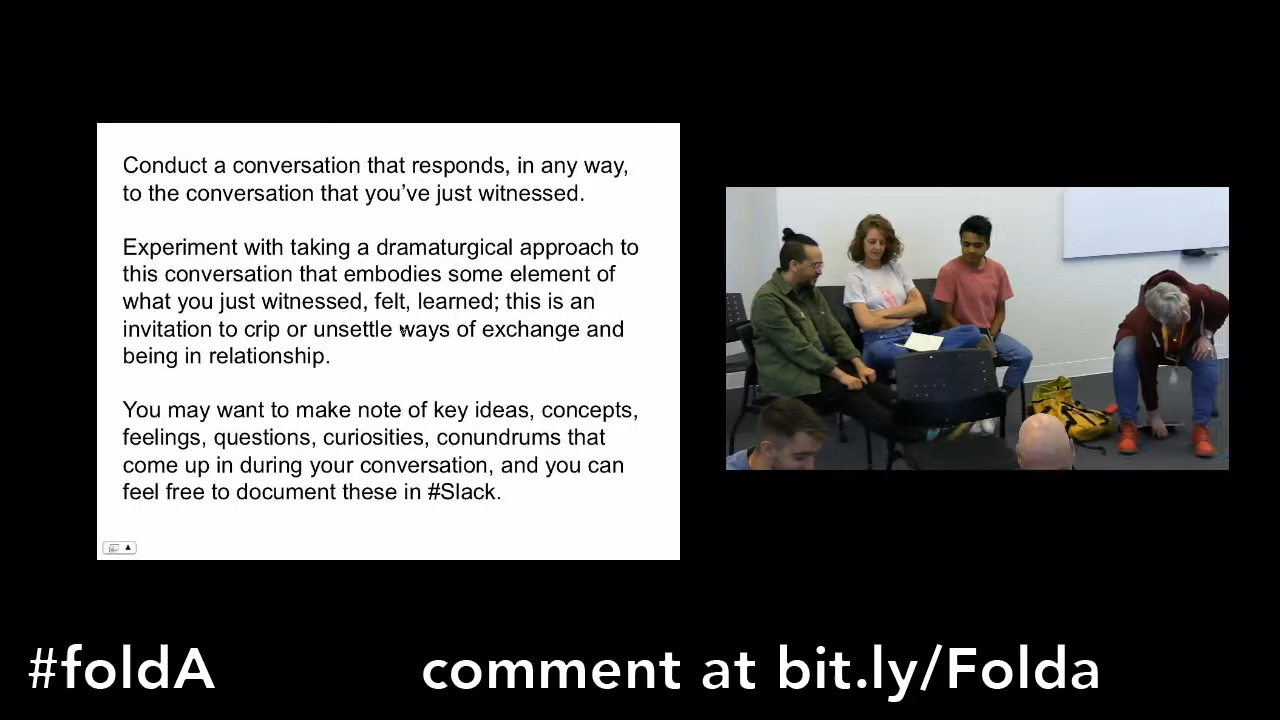 Conduct a conversation that responds, in any way,
to the conversation that you’ve just witnessed.
Experiment with taking a dramaturgical approach to
this conversation that embodies some element of
what you just witnessed, felt, learned; this is an
invitation to crip or unsettle ways of exchange and
being in relationship.
You may want to make note of key ideas, concepts,
feelings, questions, curiosities, conundrums that
come up in during your conversation, and you can
feel free to document these in #Slack.
#foldA
comment at bit.ly/Folda